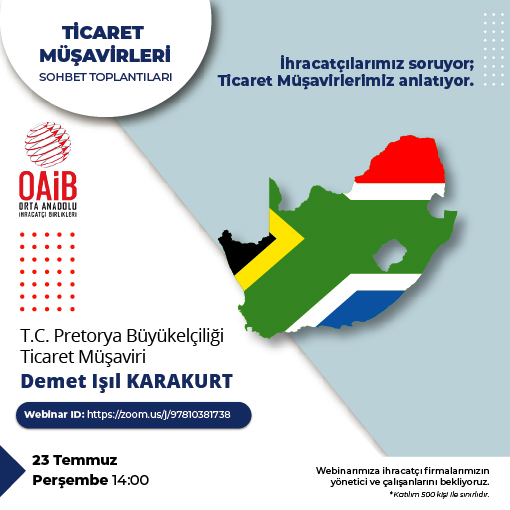 TİCARET
MÜŞAVİRLERİ
SOHBET TOPLANTILARI
İhracatçılarımız soruyor;
Ticaret Müşavirlerimiz anlatıyor.
OAİB
ORTA ANADOLU
İHRACATÇI BİRLİKLERİ
T.C. Pretorya Büyükelçiliği
Ticaret Müşaviri
Demet Işıl KARAKURT
Webinar ID: https://zoom.us/j/97810381738
23 Temmuz
Perşembe 14:00
Webinarımıza ihracatçı firmalarımızın
yönetici ve çalışanlarını bekliyoruz.
*Katılım 500 kişi ile sınırlıdır.